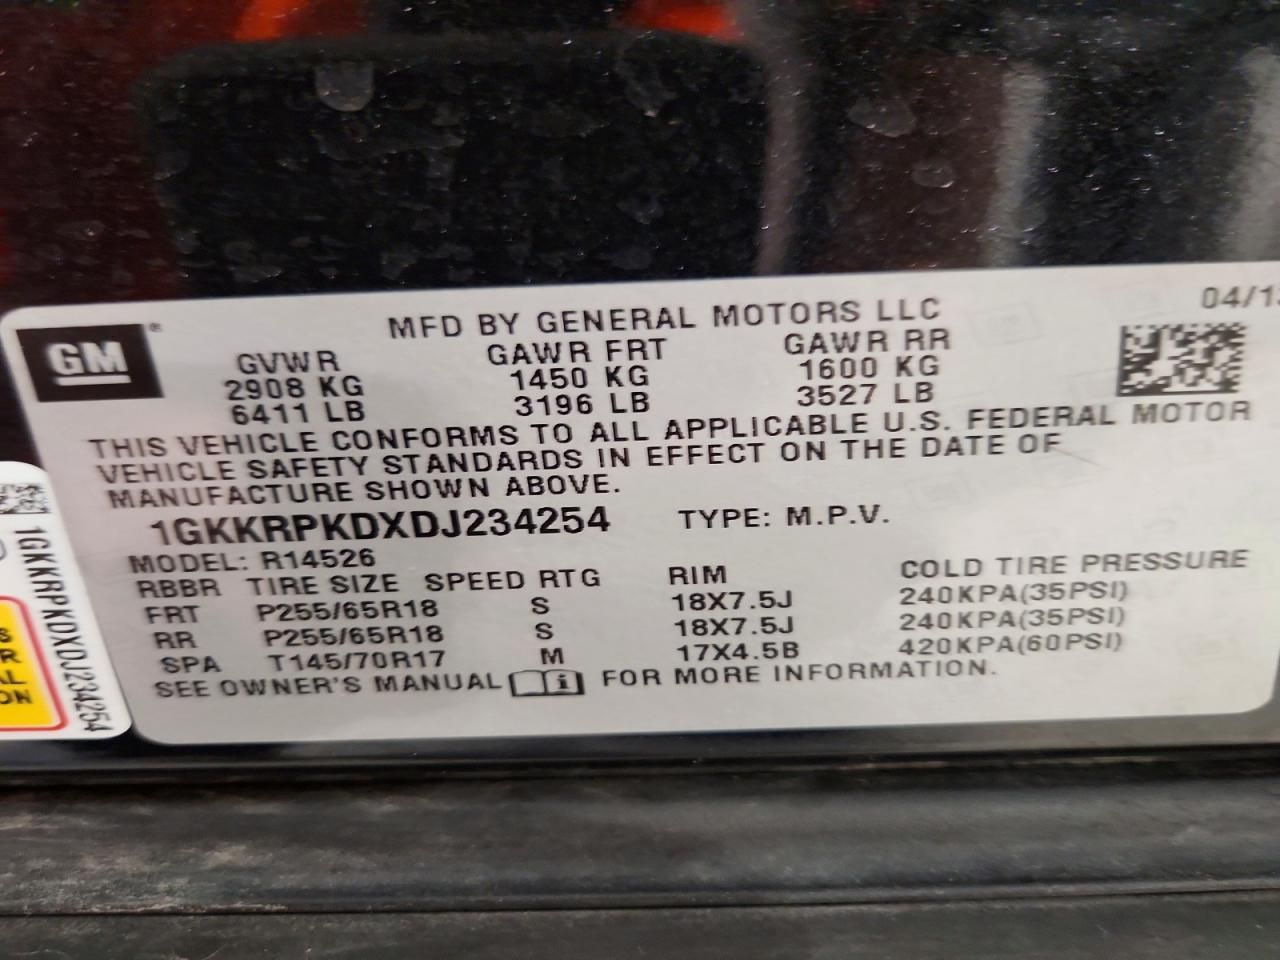 04/1
MFD BY GENERAL MOTORS LLC
GM®
GVWR GAWR FRT GAWR RR
2908 KG 1450 KG 1600 KG
6411 LB 3196 LB 3527 LB
THIS VEHICLE CONFORMS TO ALL APPLICABLE U.S. FEDERAL MOTOR
VEHICLE SAFETY STANDARDS IN EFFECT ON THE DATE OF
MANUFACTURE SHOWN ABOVE.
1GKKRPKDXDJ234254 TYPE: M.P.V.
MODEL: R14526
RBBR TIRE SIZE SPEED RTG RIM COLD TIRE PRESSURE
FRT P255/65R18 S 18X7.5J 240KPA(35PSI)
RR P255/65R18 S 18X7.5J 240KPA(35PSI)
SPA T145/70R17 M 17X4.5B 420KPA(60PSI)
SEE OWNER'S MANUAL i FOR MORE INFORMATION.
1GKKRPKDXDJ234254
S
R
AL
ON